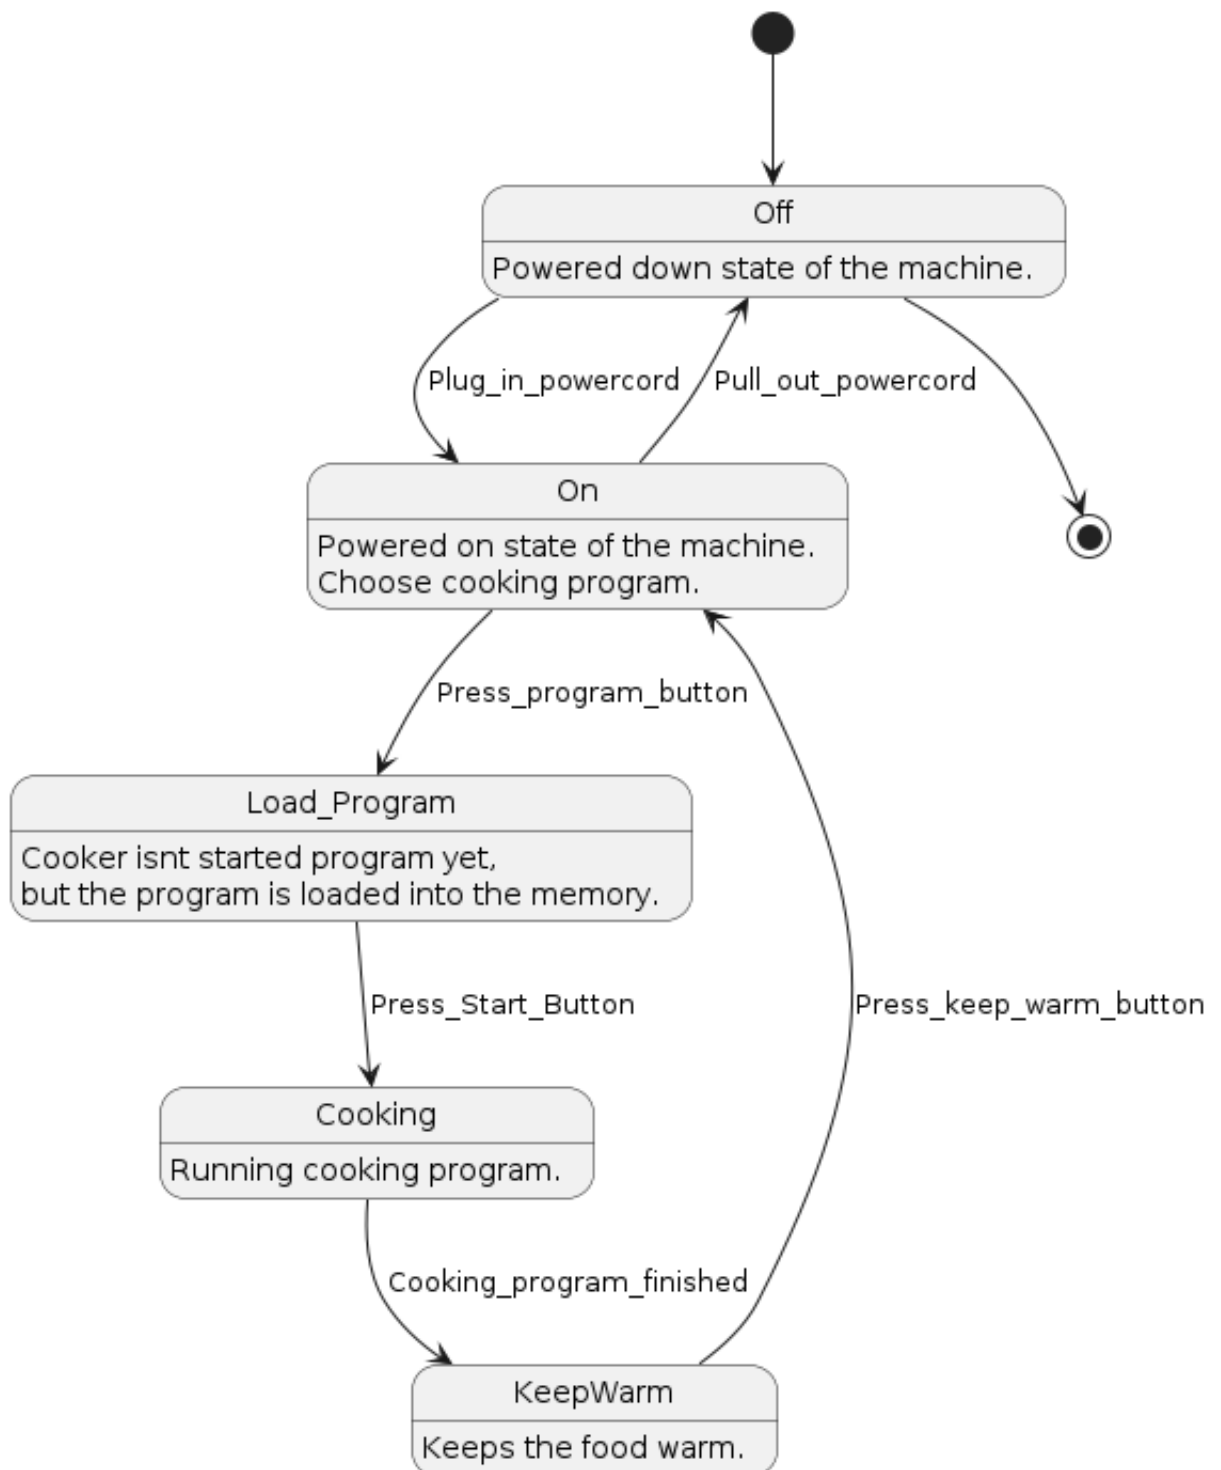 Off
Powered down state of the machine.
Plug_in_powercord
Pull_out_powercord
On
Powered on state of the machine.
Choose cooking program.
Press_program_button
Load_Program
Cooker isnt started program yet,
but the program is loaded into the memory.
Press_Start_Button
Press_keep_warm_button
Cooking
Running cooking program.
Cooking_program_finished
KeepWarm
Keeps the food warm.